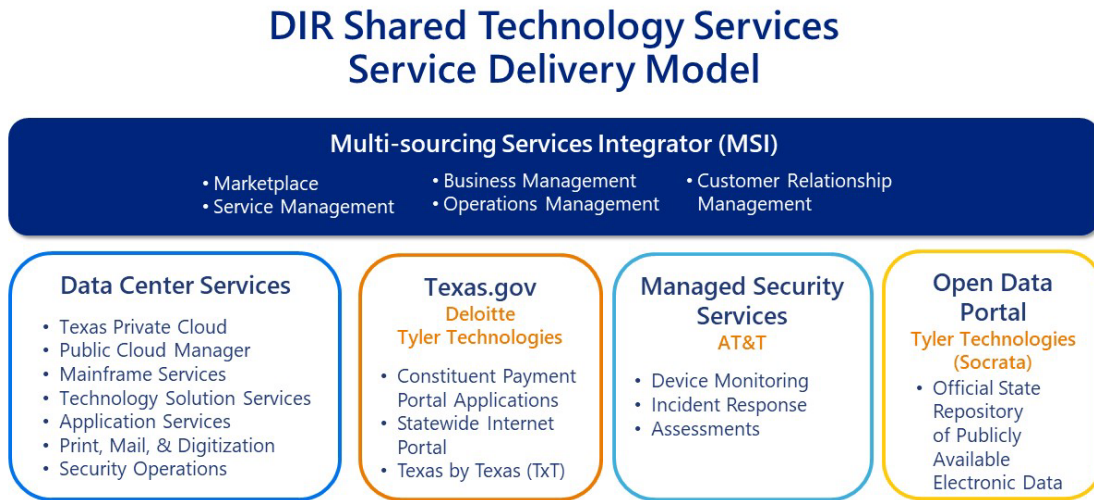 DIR Shared Technology Services
Service Delivery Model
Multi-sourcing Services Integrator (MSI)
• Marketplace
• Service Management
• Business Management
• Operations Management
• Customer Relationship
Management
Data Center Services
• Texas Private Cloud
• Public Cloud Manager
• Mainframe Services
• Technology Solution Services
• Application Services
• Print, Mail, & Digitization
• Security Operations
Texas.gov
Deloitte
Tyler Technologies
• Constituent Payment
Portal Applications
• Statewide Internet
Portal
• Texas by Texas (TxT)
Managed Security
Services
AT&T
• Device Monitoring
• Incident Response
• Assessments
Open Data
Portal
Tyler Technologies
(Socrata)
• Official State
Repository
of Publicly
Available
Electronic Data